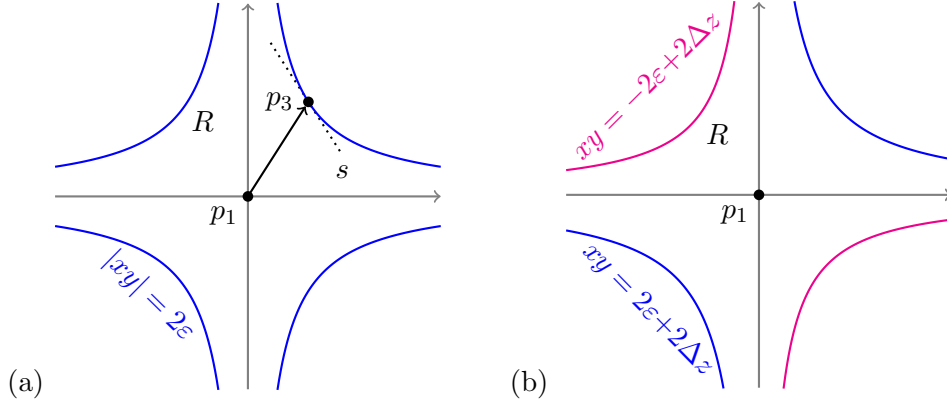 R
p₃
s
p₁
|xy| = 2ε
(a)
xy = −2ε+2Δz
R
p₁
xy = 2ε+2Δz
(b)